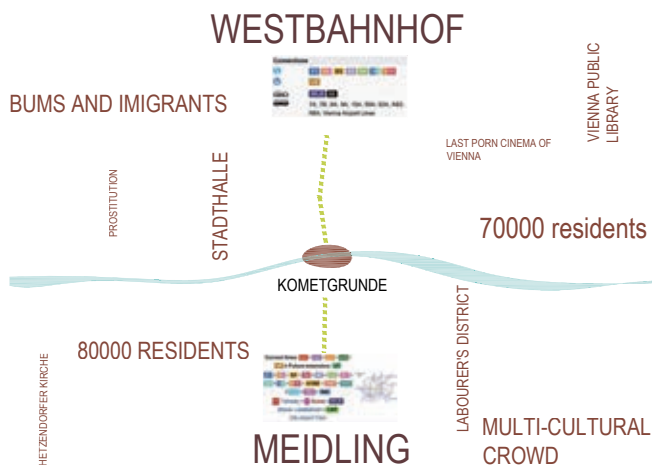 WESTBAHNHOF
Connections
BUMS AND IMIGRANTS
VIENNA PUBLIC
LIBRARY
LAST PORN CINEMA OF
VIENNA
STADTHALLE
PROSTITUTION
70000 residents
KOMETGRUNDE
80000 RESIDENTS
LABOURER'S DISTRICT
HETZENDORFER KIRCHE
MULTI-CULTURAL
CROWD
MEIDLING